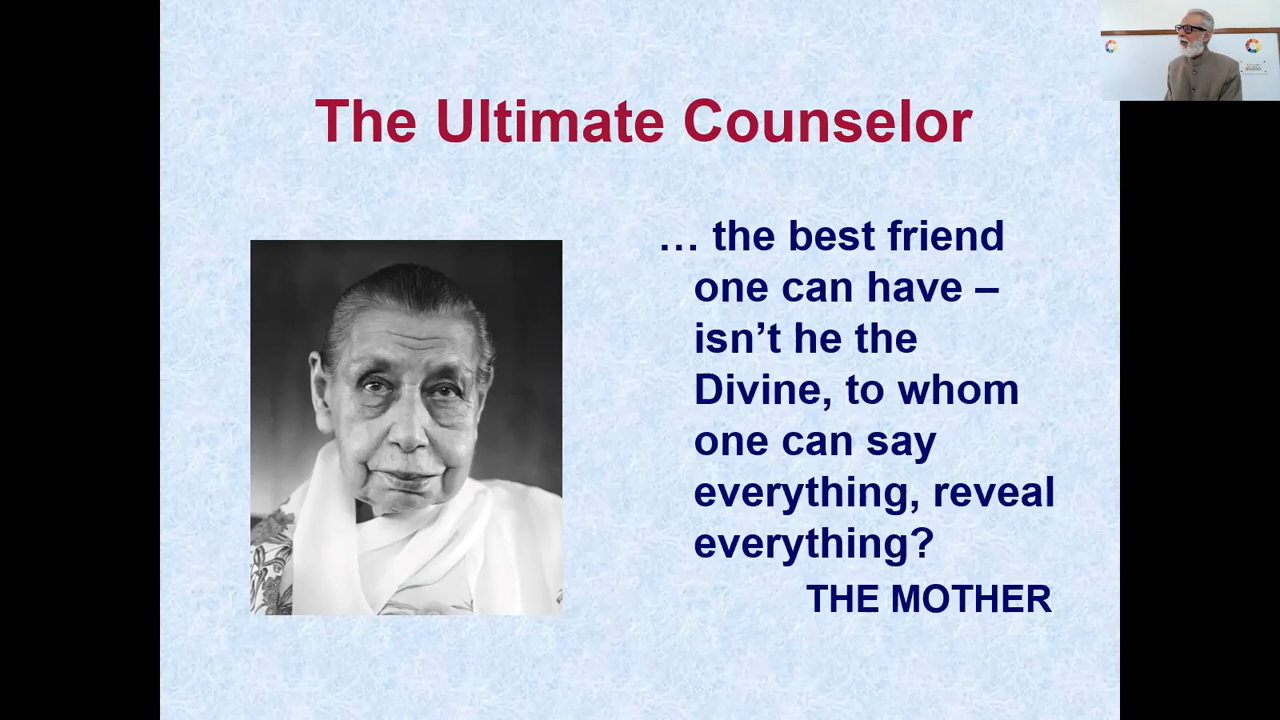 The Ultimate Counselor
… the best friend
one can have –
isn’t he the
Divine, to whom
one can say
everything, reveal
everything?
THE MOTHER